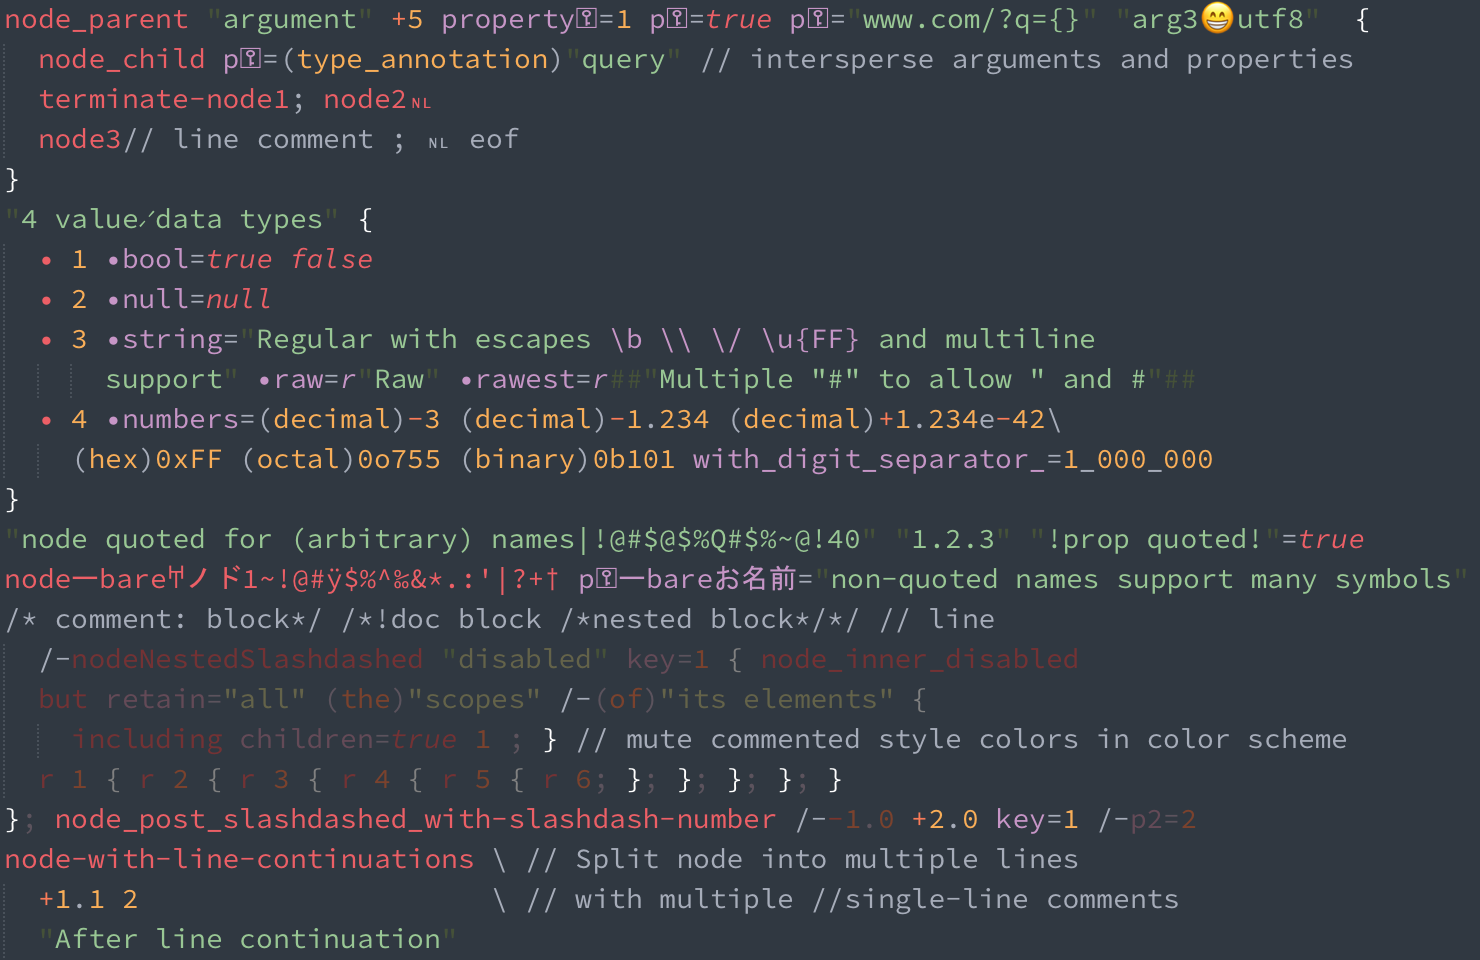 node_parent "argument" +5 property⚿=1 p⚿=true p⚿="www.com/?q={}" "arg3😁utf8"  {
  node_child p⚿=(type_annotation)"query" // intersperse arguments and properties
  terminate-node1; node2␤
  node3// line comment ; ␤ eof
}
"4 value⁄data types" {
  • 1 •bool=true false
  • 2 •null=null
  • 3 •string="Regular with escapes \b \\ \/ \u{FF} and multiline
      support" •raw=r"Raw" •rawest=r##"Multiple "#" to allow " and #"##
  • 4 •numbers=(decimal)-3 (decimal)-1.234 (decimal)+1.234e-42\
    (hex)0xFF (octal)0o755 (binary)0b101 with_digit_separator_=1_000_000
}
"node quoted for (arbitrary) names|!@#$@$%Q#$%~@!40" "1.2.3" "!prop quoted!"=true
node一bareノド1~!@#ÿ$%^‰&*.:'|?+† p⚿一bareお名前="non-quoted names support many symbols"
/* comment: block*/ /*!doc block /*nested block*/*/ // line
  /-nodeNestedSlashdashed "disabled" key=1 { node_inner_disabled
  but retain="all" (the)"scopes" /-(of)"its elements" {
    including children=true 1 ; } // mute commented style colors in color scheme
  r 1 { r 2 { r 3 { r 4 { r 5 { r 6; }; }; }; }; }
}; node_post_slashdashed_with-slashdash-number /--1.0 +2.0 key=1 /-p2=2
node-with-line-continuations \ // Split node into multiple lines
  +1.1 2                     \ // with multiple //single-line comments
  "After line continuation"